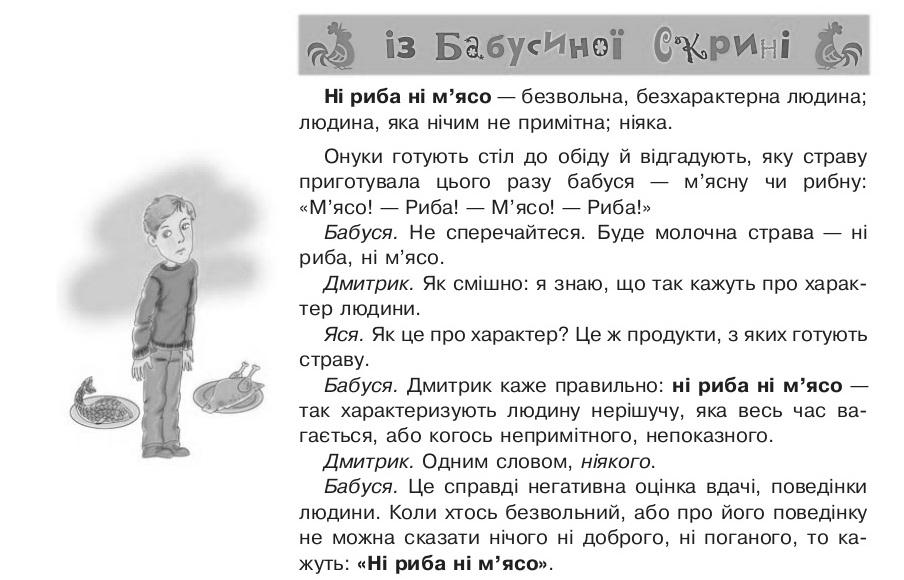 із Бабусиної Скрині
Ні риба ні м’ясо — безвольна, безхарактерна людина;
людина, яка нічим не примітна; ніяка.
Онуки готують стіл до обіду й відгадують, яку страву
приготувала цього разу бабуся — м’ясну чи рибну:
«М’ясо! — Риба! — М’ясо! — Риба!»
Бабуся. Не сперечайтеся. Буде молочна страва — ні
риба, ні м’ясо.
Дмитрик. Як смішно: я знаю, що так кажуть про харак-
тер людини.
Яся. Як це про характер? Це ж продукти, з яких готують
страву.
Бабуся. Дмитрик каже правильно: ні риба ні м’ясо —
так характеризують людину нерішучу, яка весь час ва-
гається, або когось непримітного, непоказного.
Дмитрик. Одним словом, ніякого.
Бабуся. Це справді негативна оцінка вдачі, поведінки
людини. Коли хтось безвольний, або про його поведінку
не можна сказати нічого ні доброго, ні поганого, то ка-
жуть: «Ні риба ні м’ясо».